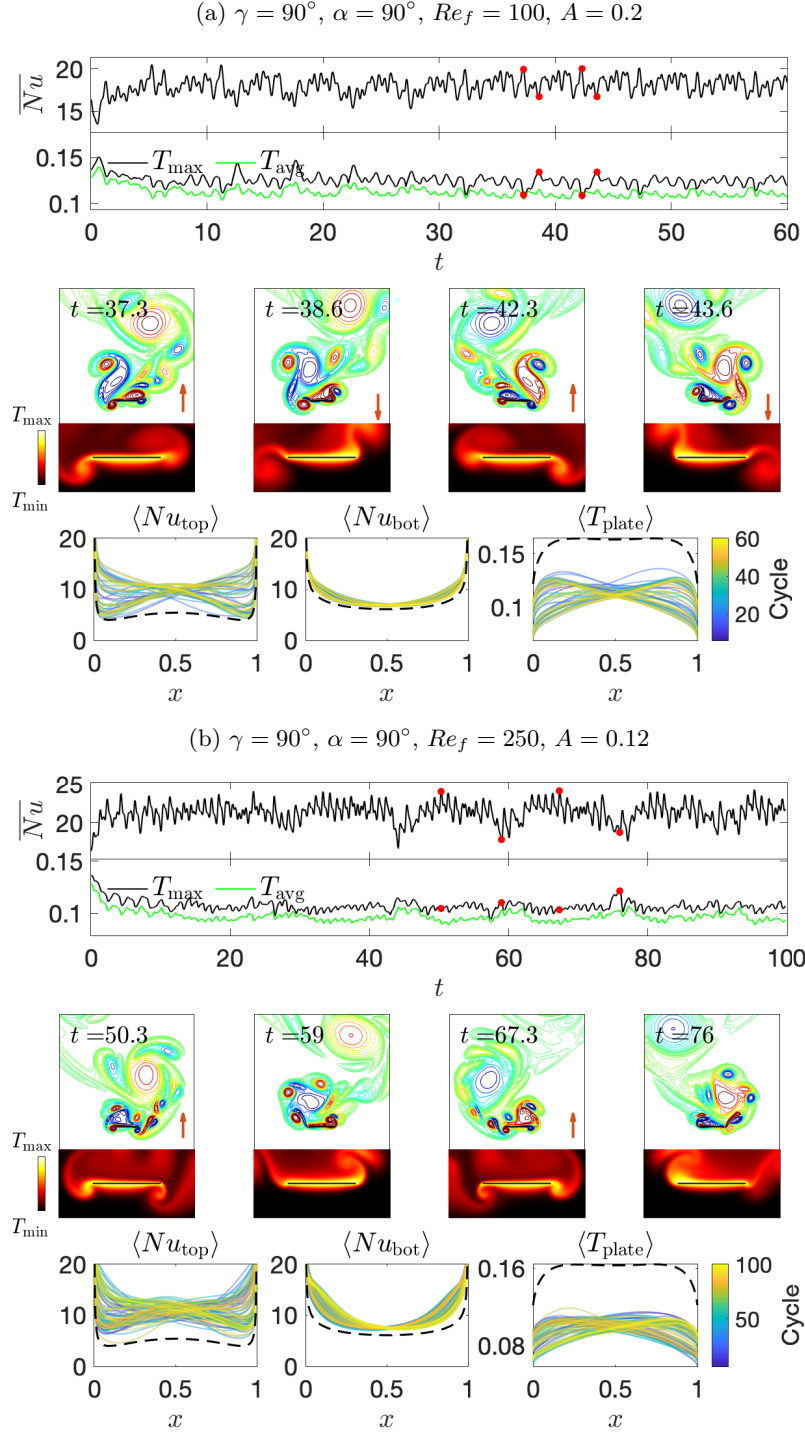 (a) γ = 90°, α = 90°, Re_f = 100, A = 0.2
20
15
N̅u̅
0.15
0.1
T_max T_avg
0 10 20 30 40 50 60
t
t =37.3 t =38.6 t =42.3 t =43.6
T_max
T_min
⟨Nu_top⟩ ⟨Nu_bot⟩ ⟨T_plate⟩
20 20 0.15 60
10 10 0.1 40
0 0 20
Cycle
0 0.5 1 0 0.5 1 0 0.5 1
x x x
(b) γ = 90°, α = 90°, Re_f = 250, A = 0.12
25
20
N̅u̅
0.15
0.1
T_max T_avg
0 20 40 60 80 100
t
t =50.3 t =59 t =67.3 t =76
T_max
T_min
⟨Nu_top⟩ ⟨Nu_bot⟩ ⟨T_plate⟩
20 20 0.16 100
10 10 0.08 50
0 0
Cycle
0 0.5 1 0 0.5 1 0 0.5 1
x x x